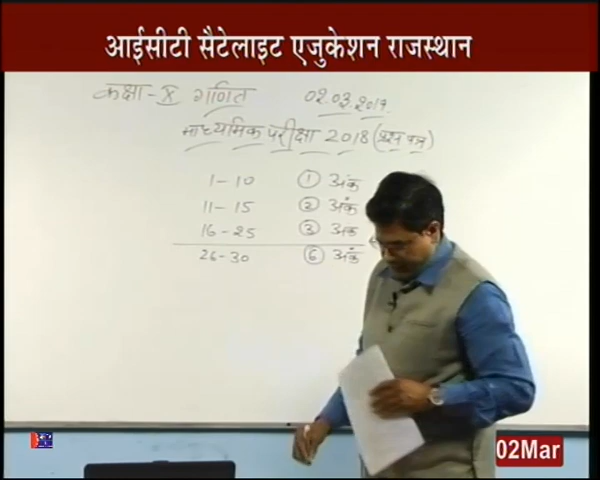 आईसीटी सैटेलाइट एजुकेशन राजस्थान
कक्षा-X गणित 02.03.2019
माध्यमिक परीक्षा 2018 (प्रश्न पत्र)
1-10 1 अंक
11-15 2 अंक
16-25 3 अंक
26-30 6 अंक
02Mar